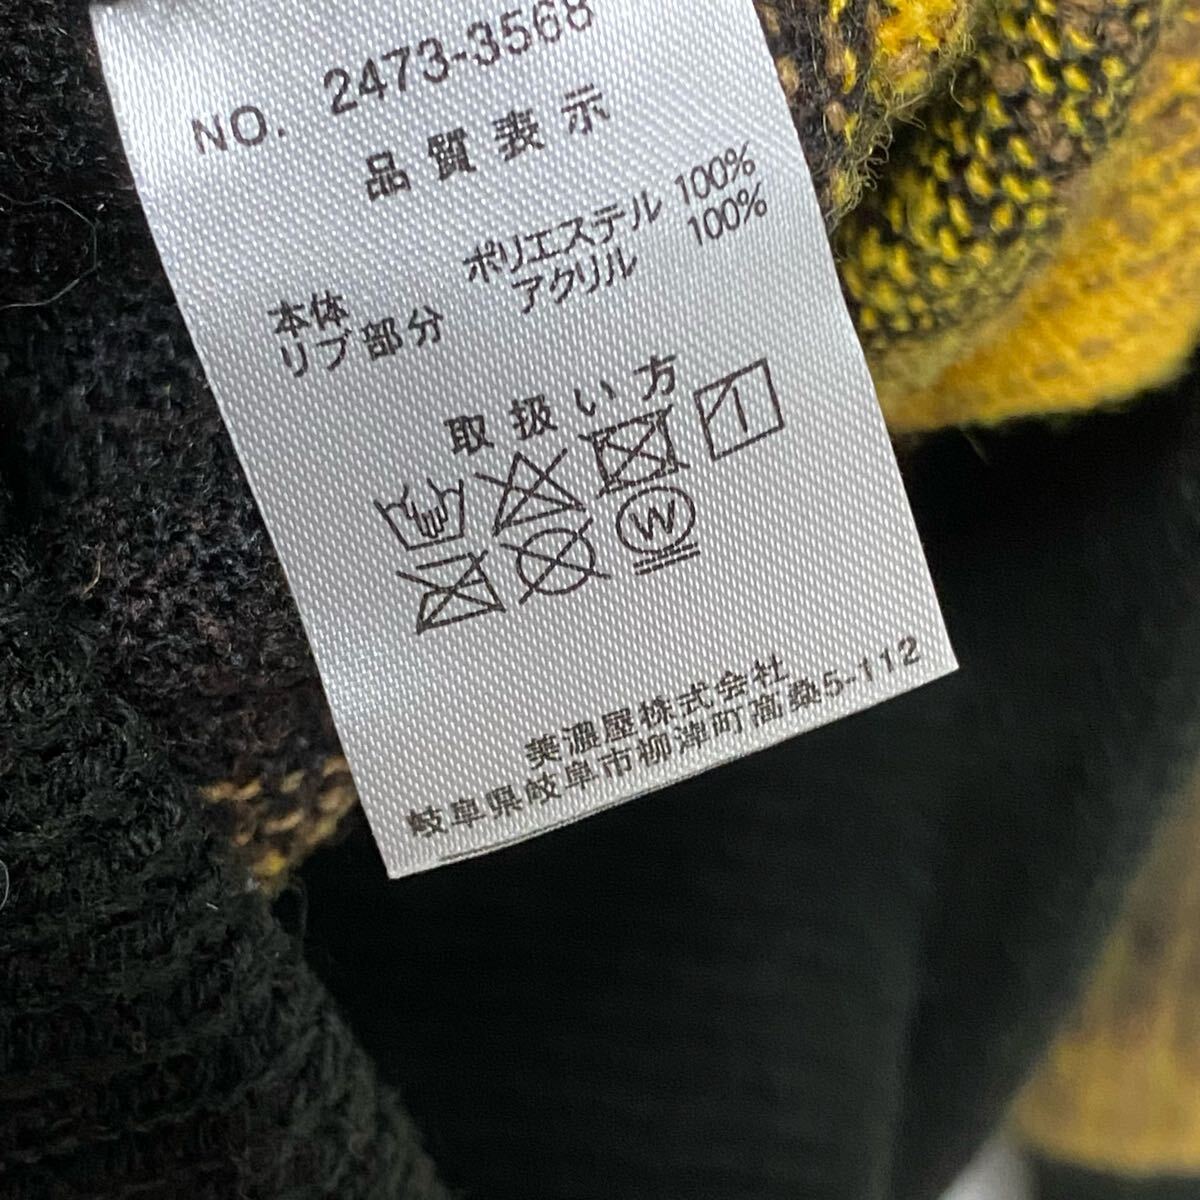 NO. 2473-3568
品質表示
本体 ポリエステル 100%
リブ部分 アクリル 100%
取扱い方
W
美濃屋株式会社
岐阜県岐阜市柳津町高桑5-112